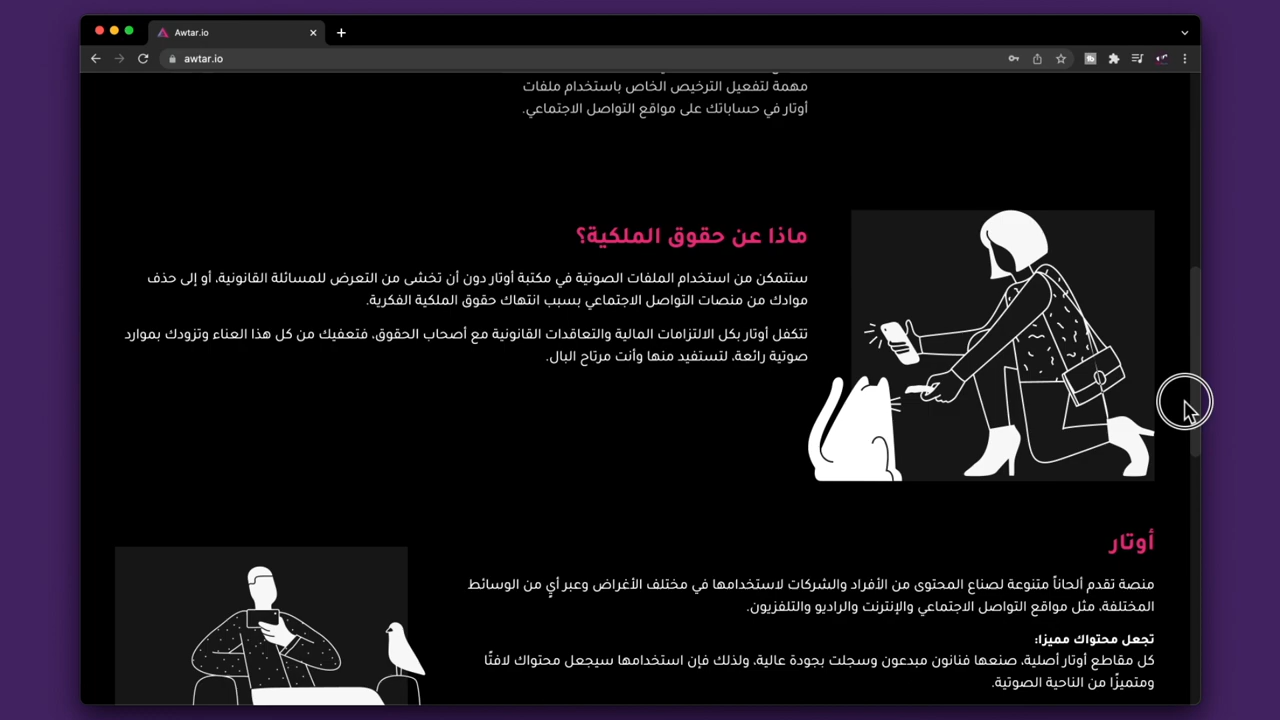 Awtar.io
awtar.io
مهمة لتفعيل الترخيص الخاص باستخدام ملفات
أوتار في حساباتك على مواقع التواصل الاجتماعي.
ماذا عن حقوق الملكية؟
ستتمكن من استخدام الملفات الصوتية في مكتبة أوتار دون أن تخشى من التعرض للمسائلة القانونية، أو إلى حذف
موادك من منصات التواصل الاجتماعي بسبب انتهاك حقوق الملكية الفكرية.
تتكفل أوتار بكل الالتزامات المالية والتعاقدات القانونية مع أصحاب الحقوق، فتعفيك من كل هذا العناء وتزودك بموارد
صوتية رائعة، لتستفيد منها وأنت مرتاح البال.
أوتار
منصة تقدم ألحاناً متنوعة لصناع المحتوى من الأفراد والشركات لاستخدامها في مختلف الأغراض وعبر أيٍ من الوسائط
المختلفة، مثل مواقع التواصل الاجتماعي والإنترنت والراديو والتلفزيون.
تجعل محتواك مميزا:
كل مقاطع أوتار أصلية، صنعها فنانون مبدعون وسجلت بجودة عالية، ولذلك فإن استخدامها سيجعل محتواك لافتًا
ومتميزًا من الناحية الصوتية.